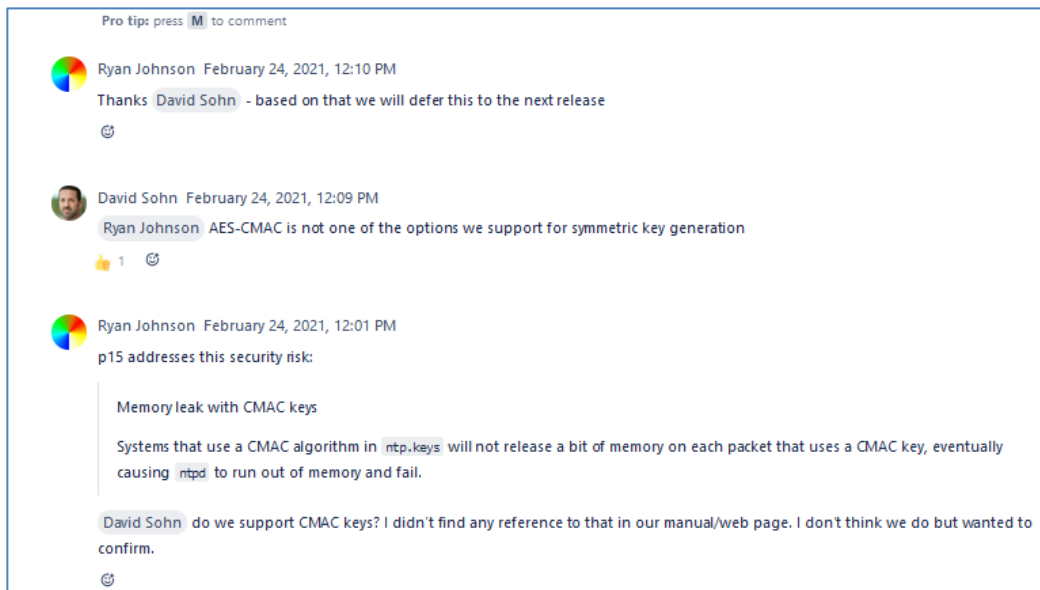 Pro tip: press M to comment
Ryan Johnson February 24, 2021, 12:10 PM
Thanks David Sohn - based on that we will defer this to the next release
David Sohn February 24, 2021, 12:09 PM
Ryan Johnson AES-CMAC is not one of the options we support for symmetric key generation
1
Ryan Johnson February 24, 2021, 12:01 PM
p15 addresses this security risk:
Memory leak with CMAC keys
Systems that use a CMAC algorithm in ntp.keys will not release a bit of memory on each packet that uses a CMAC key, eventually
causing ntpd to run out of memory and fail.
David Sohn do we support CMAC keys? I didn't find any reference to that in our manual/web page. I don't think we do but wanted to
confirm.